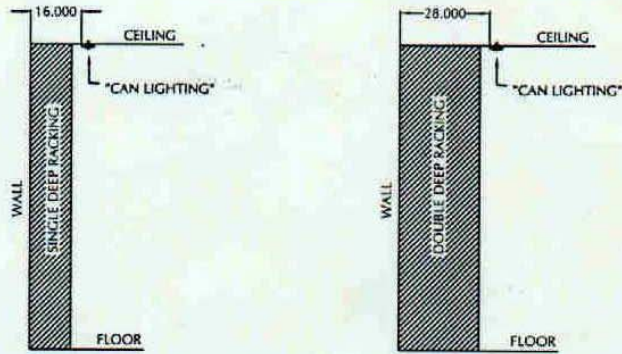 16.000
CEILING
"CAN LIGHTING"
WALL
SINGLE DEEP RACKING
FLOOR
28.000
CEILING
"CAN LIGHTING"
WALL
DOUBLE DEEP RACKING
FLOOR